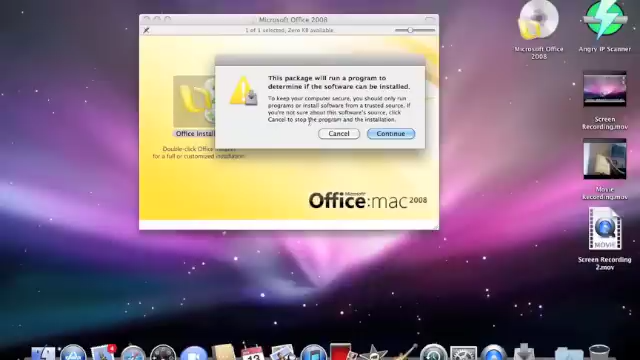 Microsoft Office 2008
1 of 1 selected, Zero KB available
This package will run a program to
determine if the software can be installed.
To keep your computer secure, you should only run
programs or install software from a trusted source. If
you're not sure about this software's source, click
Cancel to stop the program and the installation.
Cancel
Continue
Office Install
Double-click Office
for a full or customized installation
Microsoft
Office:mac 2008
Microsoft Office
2008
Angry IP Scanner
Screen
Recording.mov
Movie
Recording.mov
MOVIE
Screen Recording
2.mov
13